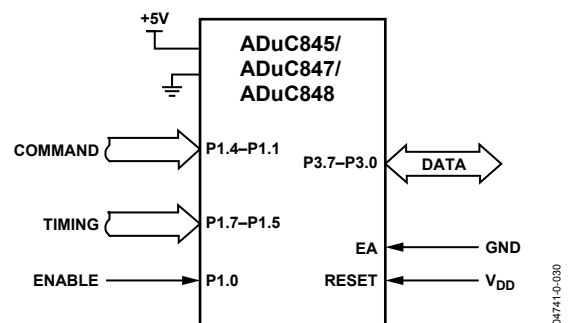 +5V
ADuC845/
ADuC847/
ADuC848
COMMAND
P1.4–P1.1
P3.7–P3.0
DATA
TIMING
P1.7–P1.5
EA
GND
ENABLE
P1.0
RESET
VDD
04741-0-030